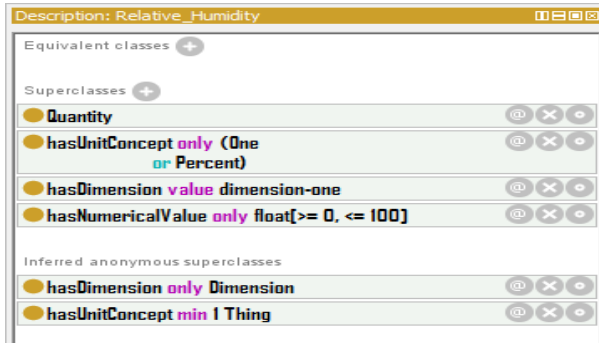 Description: Relative_Humidity
Equivalent classes
Superclasses
Quantity
hasUnitConcept only (One
or Percent)
hasDimension value dimension-one
hasNumericalValue only float[>= 0, <= 100]
Inferred anonymous superclasses
hasDimension only Dimension
hasUnitConcept min 1 Thing